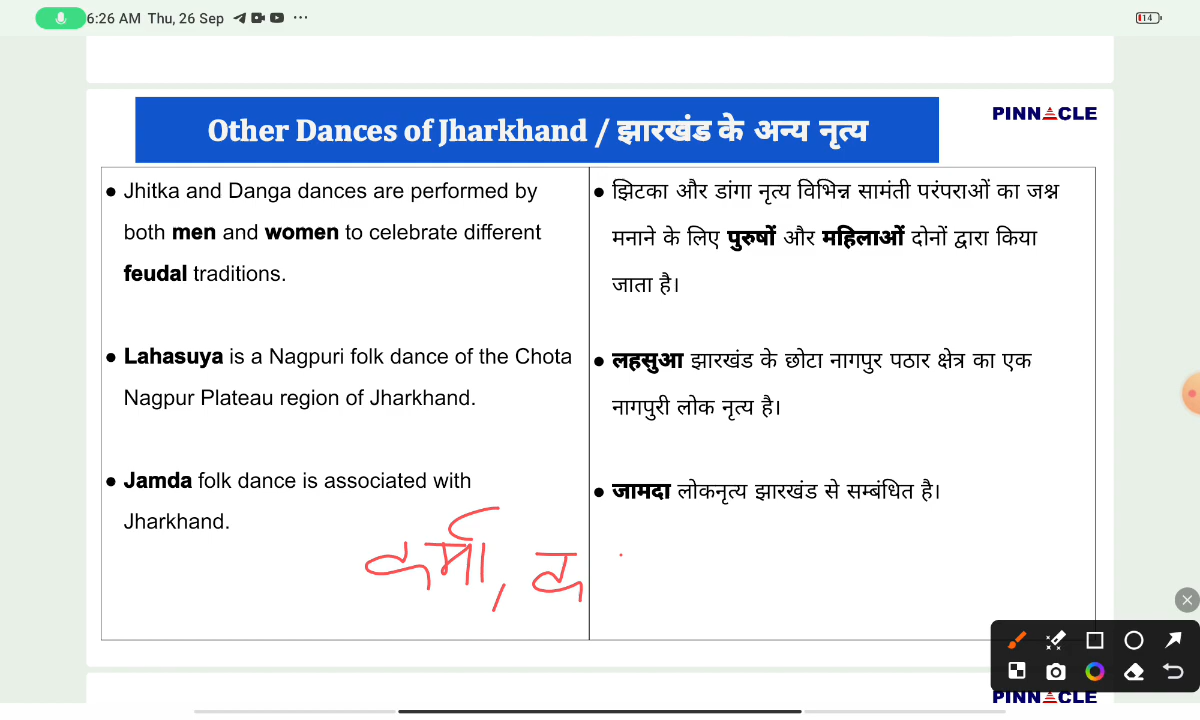 6:26 AM Thu, 26 Sep
14
Other Dances of Jharkhand / झारखंड के अन्य नृत्य
PINNACLE
● Jhitka and Danga dances are performed by
both men and women to celebrate different
feudal traditions.
● Lahasuya is a Nagpuri folk dance of the Chota
Nagpur Plateau region of Jharkhand.
● Jamda folk dance is associated with
Jharkhand.
● झिटका और डांगा नृत्य विभिन्न सामंती परंपराओं का जश्न
मनाने के लिए पुरुषों और महिलाओं दोनों द्वारा किया
जाता है।
● लहसुआ झारखंड के छोटा नागपुर पठार क्षेत्र का एक
नागपुरी लोक नृत्य है।
● जामदा लोकनृत्य झारखंड से सम्बंधित है।
कर्मा, क
PINNACLE